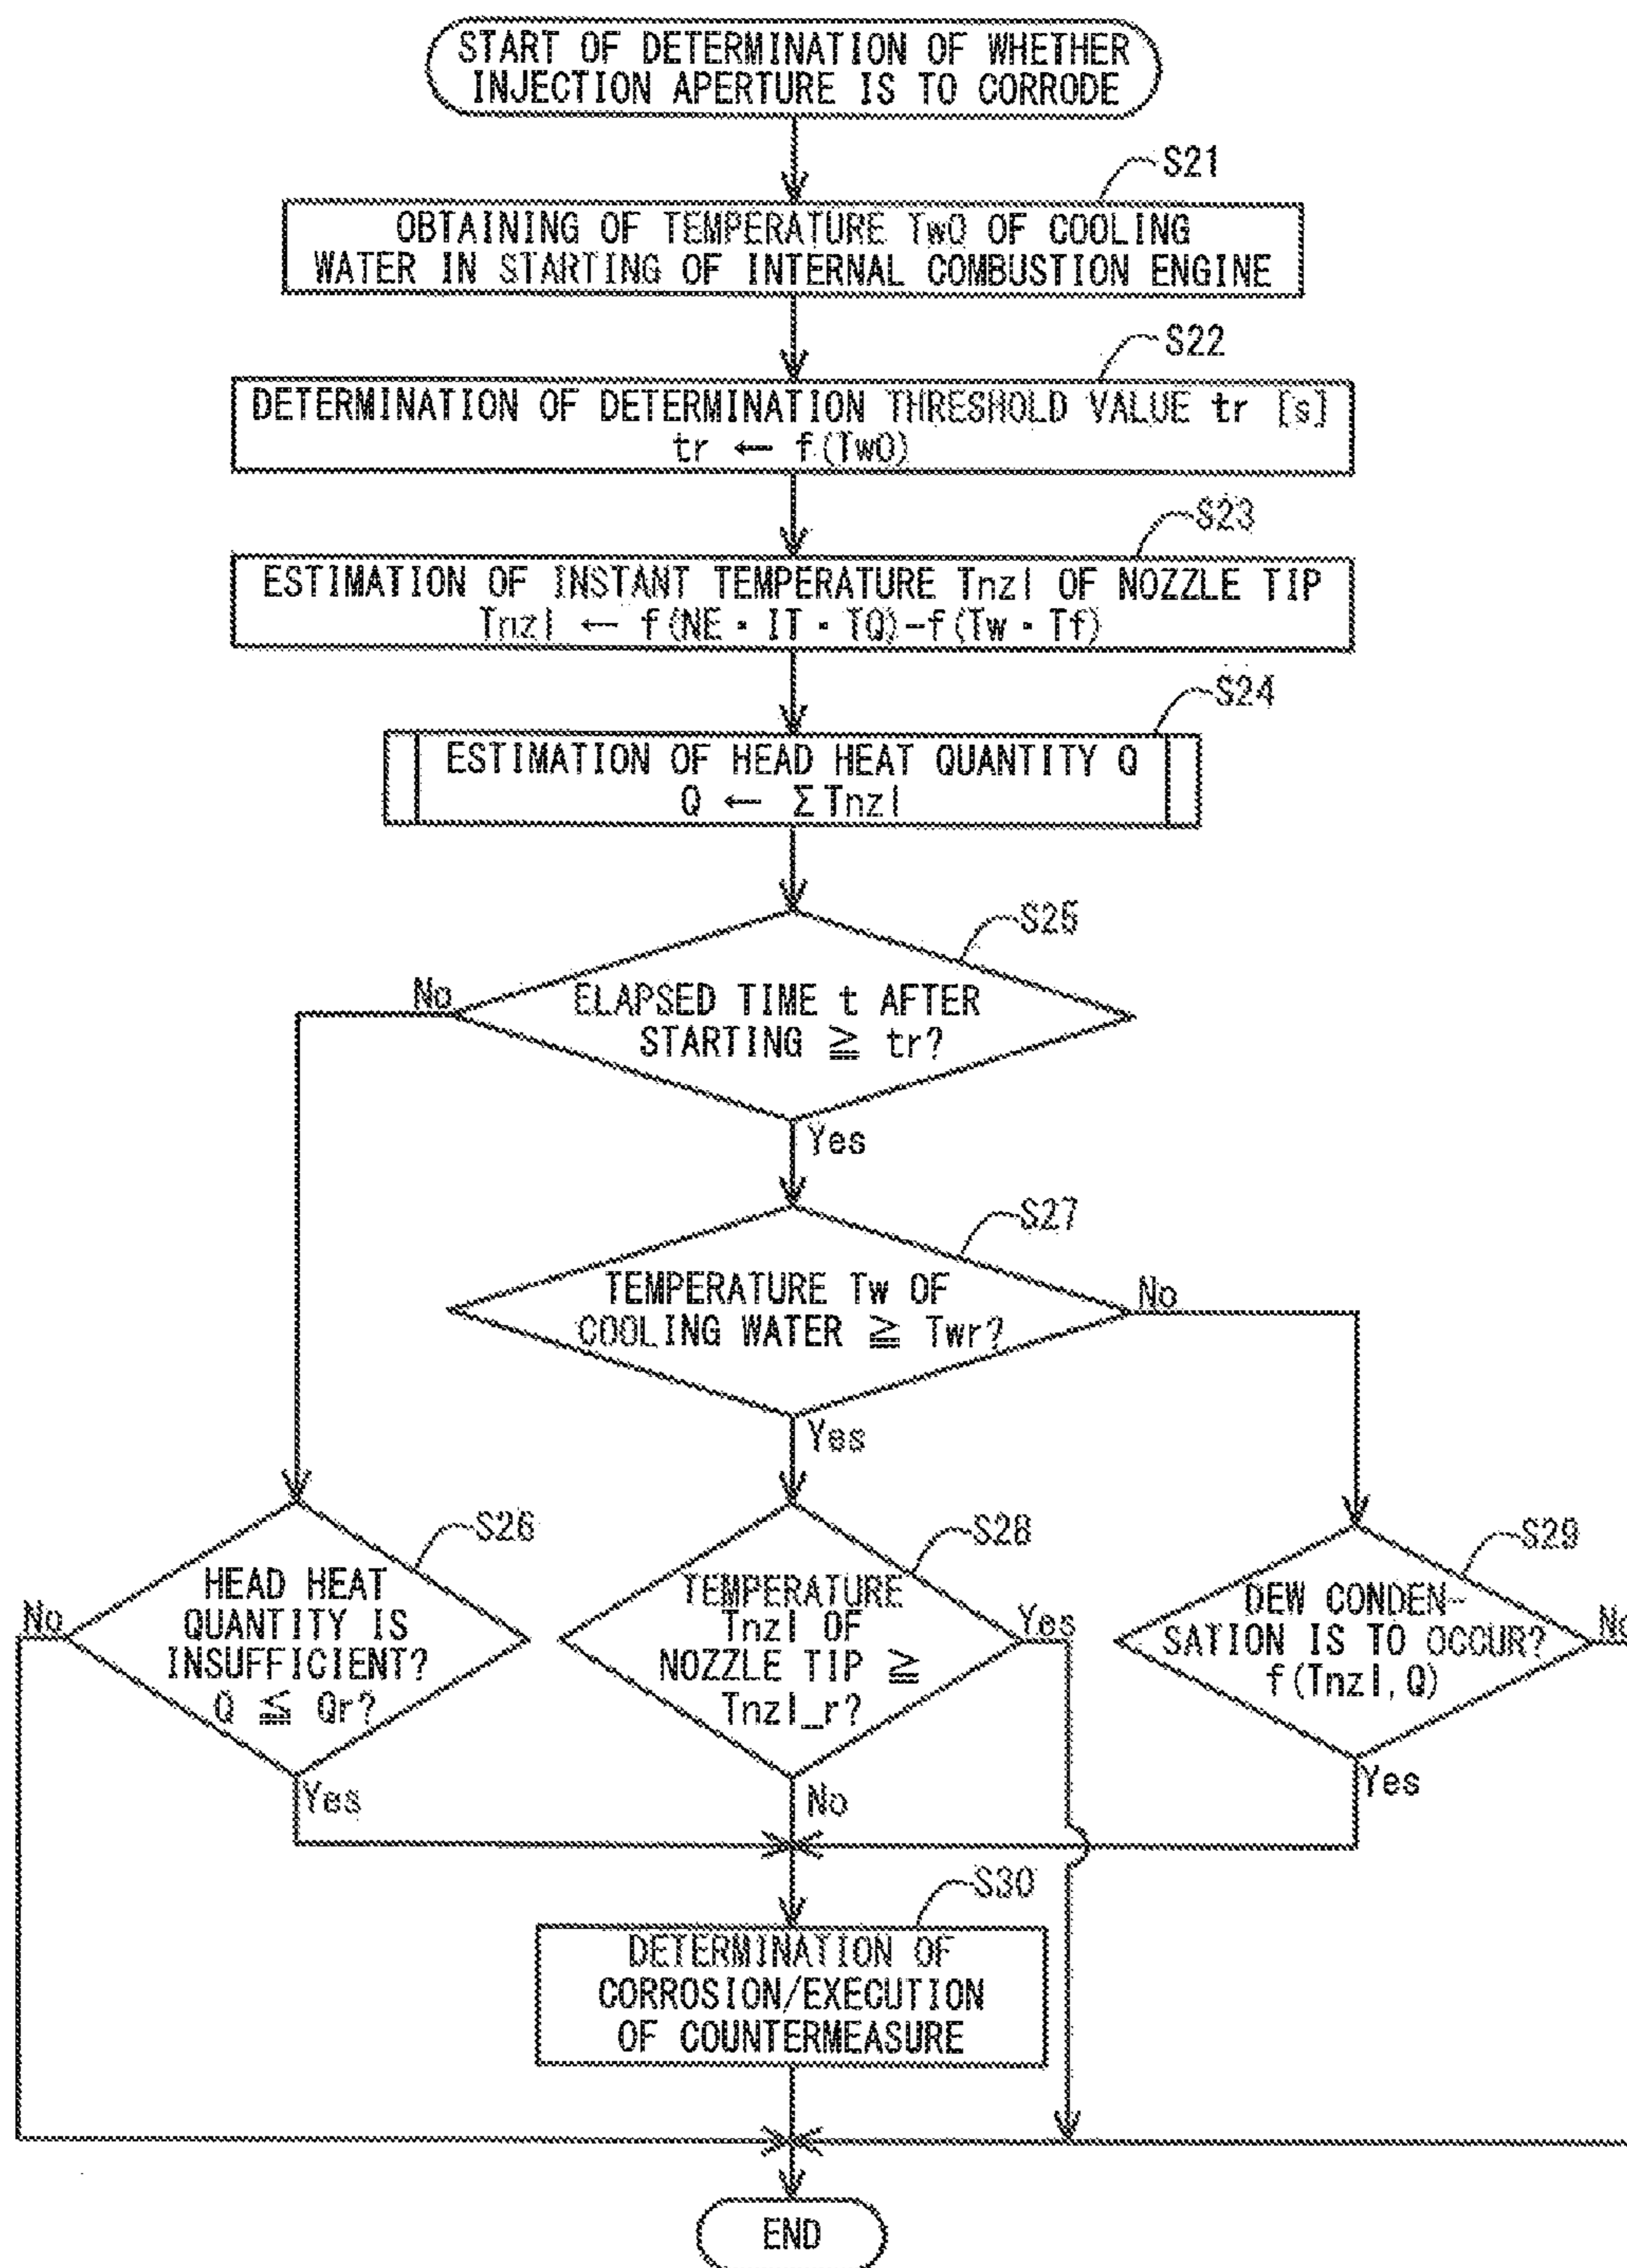 START OF DETERMINATION OF WHETHER
INJECTION APERTURE IS TO CORRODE
S21
OBTAINING OF TEMPERATURE Tw0 OF COOLING
WATER IN STARTING OF INTERNAL COMBUSTION ENGINE
S22
DETERMINATION OF DETERMINATION THRESHOLD VALUE tr [s]
tr ← f(Tw0)
S23
ESTIMATION OF INSTANT TEMPERATURE Tnzl OF NOZZLE TIP
Tnzl ← f(NE・IT・TQ)-f(Tw・Tf)
S24
ESTIMATION OF HEAD HEAT QUANTITY Q
Q ← ΣTnzl
S25
No
ELAPSED TIME t AFTER
STARTING ≧ tr?
Yes
S27
TEMPERATURE Tw OF
COOLING WATER ≧ Twr?
No
Yes
S26
HEAD HEAT
QUANTITY IS
INSUFFICIENT?
Q ≦ Qr?
No
Yes
S28
TEMPERATURE
Tnzl OF
NOZZLE TIP ≧
Tnzl_r?
Yes
No
S29
DEW CONDEN-
SATION IS TO OCCUR?
f(Tnzl,Q)
No
Yes
S30
DETERMINATION OF
CORROSION/EXECUTION
OF COUNTERMEASURE
END